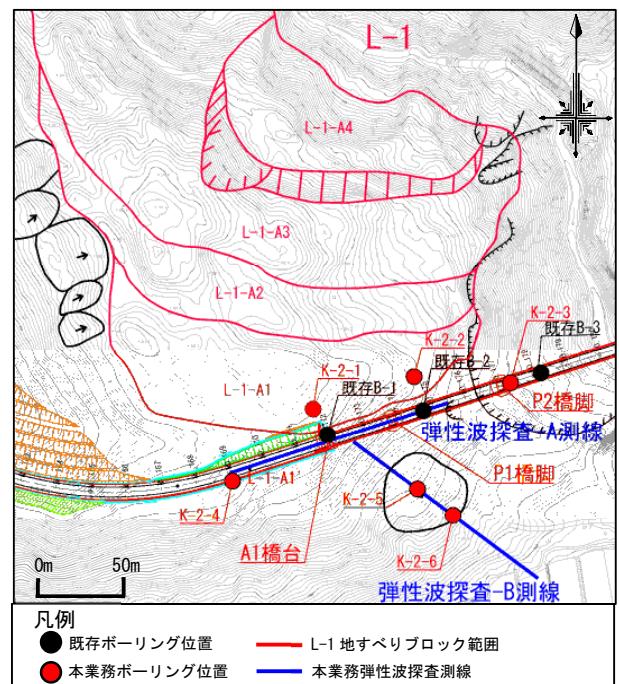 L-1
L-1-A4
L-1-A3
L-1-A2
K-2-3
既存B-3
K-2-2
既存B-2
K-2-1
既存B-1
L-1-A1
P2橋脚
弾性波探査-A測線
P1橋脚
L-1-A1'
K-2-4
K-2-5
K-2-6
A1橋台
0m 50m
弾性波探査-B測線
凡例
既存ボーリング位置
L-1 地すべりブロック範囲
本業務ボーリング位置
本業務弾性波探査測線